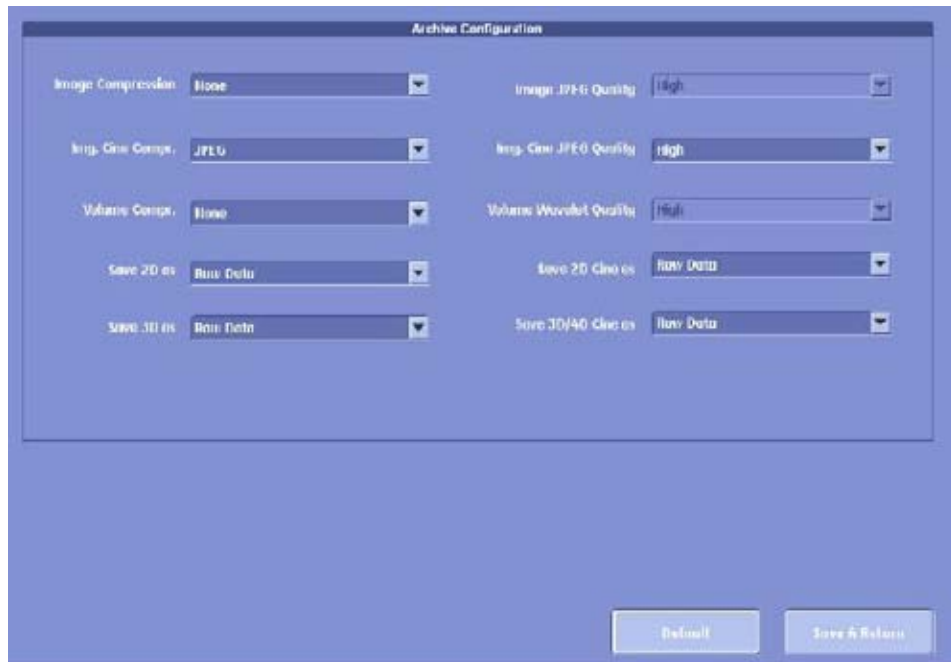 Archive Configuration
Image Compression None Image JPEG Quality High
Img. Cine Compr. JPEG Img. Cine JPEG Quality High
Volume Compr. None Volume Wavelet Quality High
Save 2D as Raw Data Save 2D Cine as Raw Data
Save 3D as Raw Data Save 3D/4D Cine as Raw Data
Default Save & Return